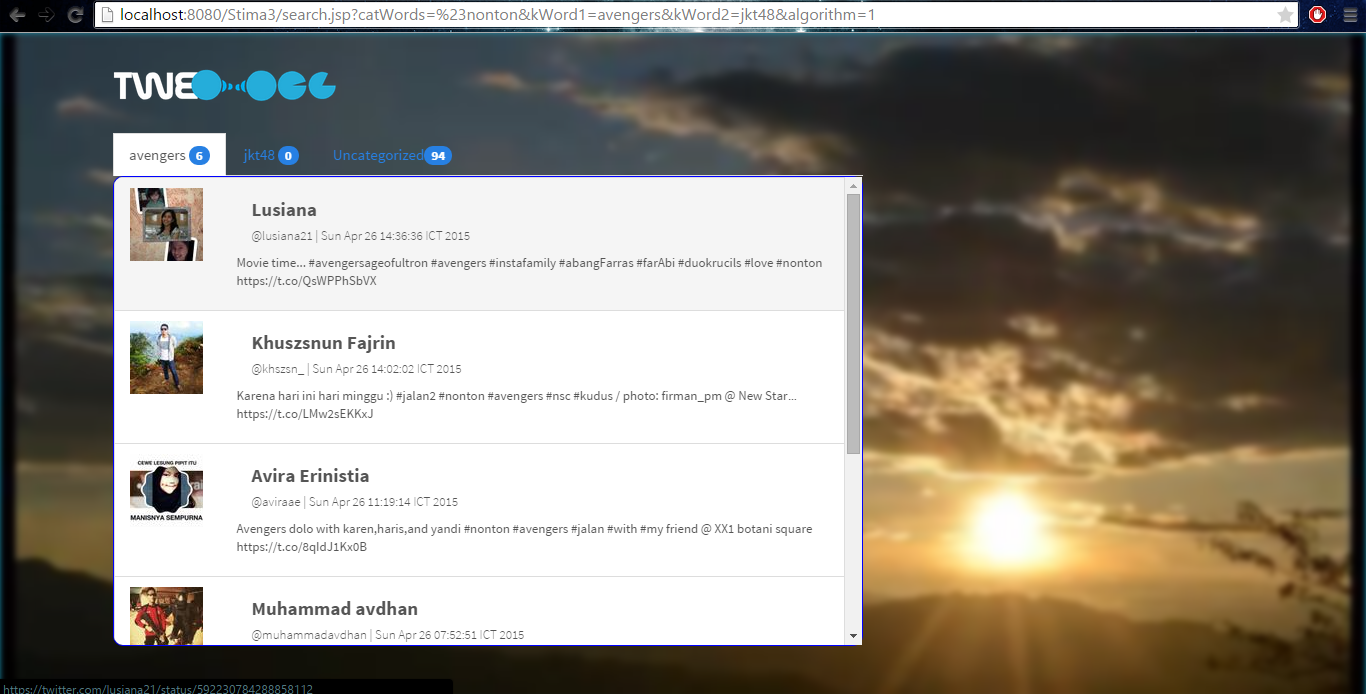 localhost:8080/Stima3/search.jsp?catWords=%23nonton&kWord1=avengers&kWord2=jkt48&algorithm=1
avengers 6 jkt48 0 Uncategorized 94
Lusiana
@lusiana21 | Sun Apr 26 14:36:36 ICT 2015
Movie time... #avengersageofultron #avengers #instafamily #abangFarras #farAbi #duokrucils #love #nonton
https://t.co/QsWPPhSbVX
Khuszsnun Fajrin
@khszsn_ | Sun Apr 26 14:02:02 ICT 2015
Karena hari ini hari minggu :) #jalan2 #nonton #avengers #nsc #kudus / photo: firman_pm @ New Star...
https://t.co/LMw2sEKKxJ
CEWE LESUNG PIPIT ITU
MANISNYA SEMPURNA
Avira Erinistia
@aviraae | Sun Apr 26 11:19:14 ICT 2015
Avengers dolo with karen,haris,and yandi #nonton #avengers #jalan #with #my friend @ XX1 botani square
https://t.co/8qIdJ1Kx0B
Muhammad avdhan
@muhammadavdhan | Sun Apr 26 07:52:51 ICT 2015
https://twitter.com/lusiana21/status/592230784288858112